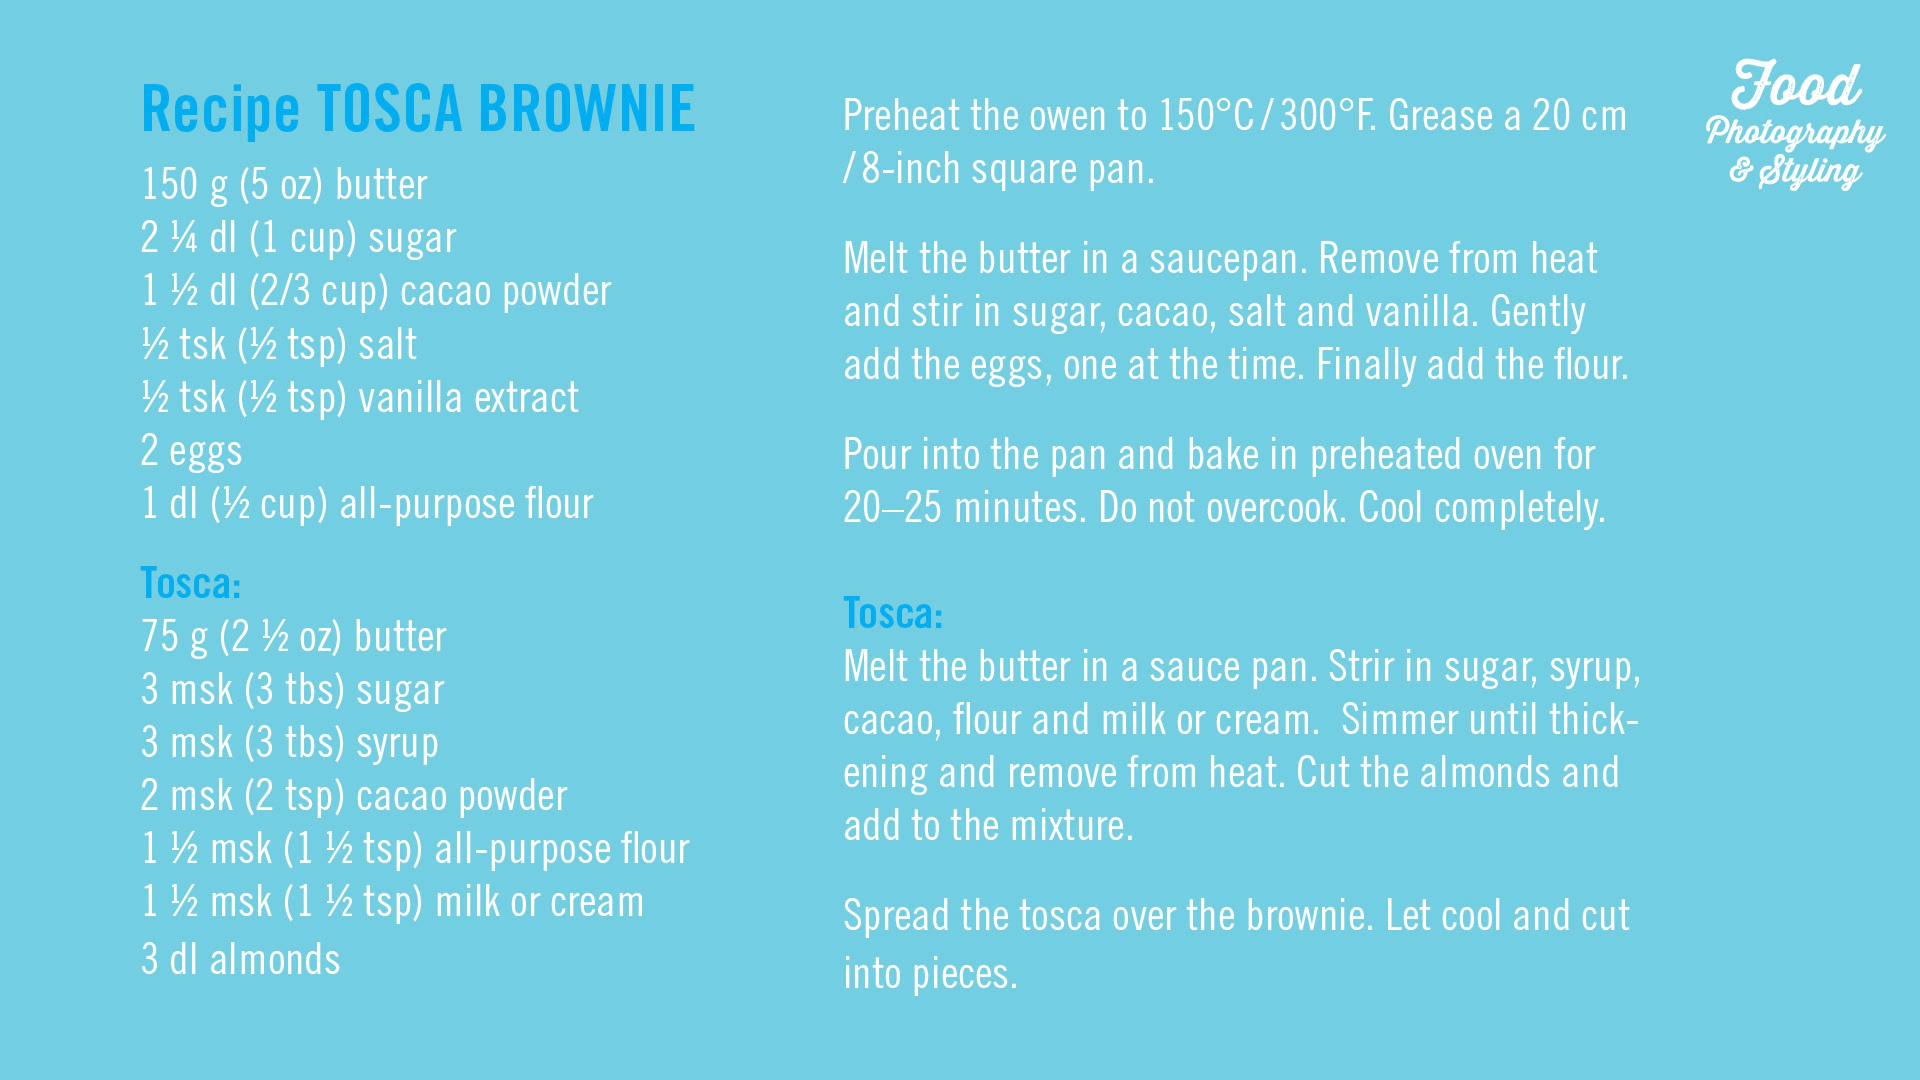 Recipe TOSCA BROWNIE
150 g (5 oz) butter
2 ¼ dl (1 cup) sugar
1 ½ dl (2/3 cup) cacao powder
½ tsk (½ tsp) salt
½ tsk (½ tsp) vanilla extract
2 eggs
1 dl (½ cup) all-purpose flour
Tosca:
75 g (2 ½ oz) butter
3 msk (3 tbs) sugar
3 msk (3 tbs) syrup
2 msk (2 tsp) cacao powder
1 ½ msk (1 ½ tsp) all-purpose flour
1 ½ msk (1 ½ tsp) milk or cream
3 dl almonds
Preheat the owen to 150°C/300°F. Grease a 20 cm
/8-inch square pan.
Melt the butter in a saucepan. Remove from heat
and stir in sugar, cacao, salt and vanilla. Gently
add the eggs, one at the time. Finally add the flour.
Pour into the pan and bake in preheated oven for
20–25 minutes. Do not overcook. Cool completely.
Tosca:
Melt the butter in a sauce pan. Strir in sugar, syrup,
cacao, flour and milk or cream.  Simmer until thick-
ening and remove from heat. Cut the almonds and
add to the mixture.
Spread the tosca over the brownie. Let cool and cut
into pieces.
Food
Photography
& Styling